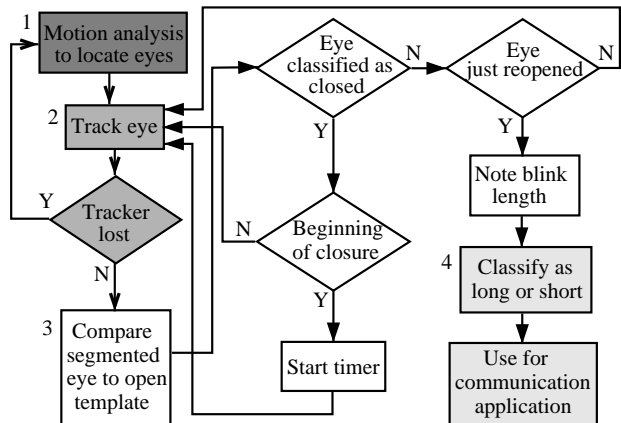 1
Motion analysis
to locate eyes
2
Track eye
Y
Tracker
lost
N
3
Compare
segmented
eye to open
template
Eye
classified as
closed
N
Y
Beginning
of closure
N
Y
Start timer
Eye
just reopened
N
Y
Note blink
length
4
Classify as
long or short
Use for
communication
application